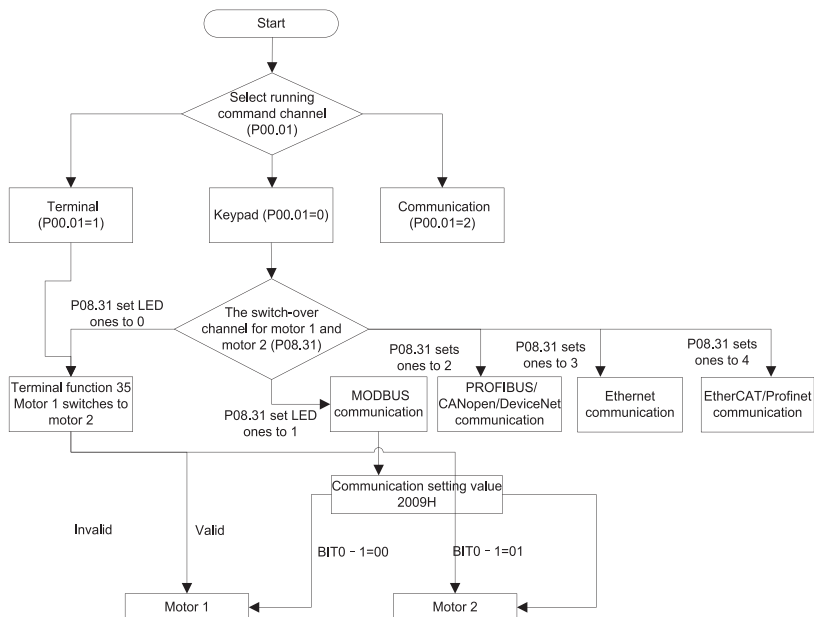 Start
Select running
command channel
(P00.01)
Terminal
(P00.01=1)
Keypad (P00.01=0)
Communication
(P00.01=2)
P08.31 set LED
ones to 0
The switch-over
channel for motor 1 and
motor 2 (P08.31)
P08.31 sets
ones to 2
P08.31 sets
ones to 3
P08.31 sets
ones to 4
Terminal function 35
Motor 1 switches to
motor 2
P08.31 set LED
ones to 1
MODBUS
communication
PROFIBUS/
CANopen/DeviceNet
communication
Ethernet
communication
EtherCAT/Profinet
communication
Communication setting value
2009H
Invalid
Valid
BIT0 - 1=00
BIT0 - 1=01
Motor 1
Motor 2